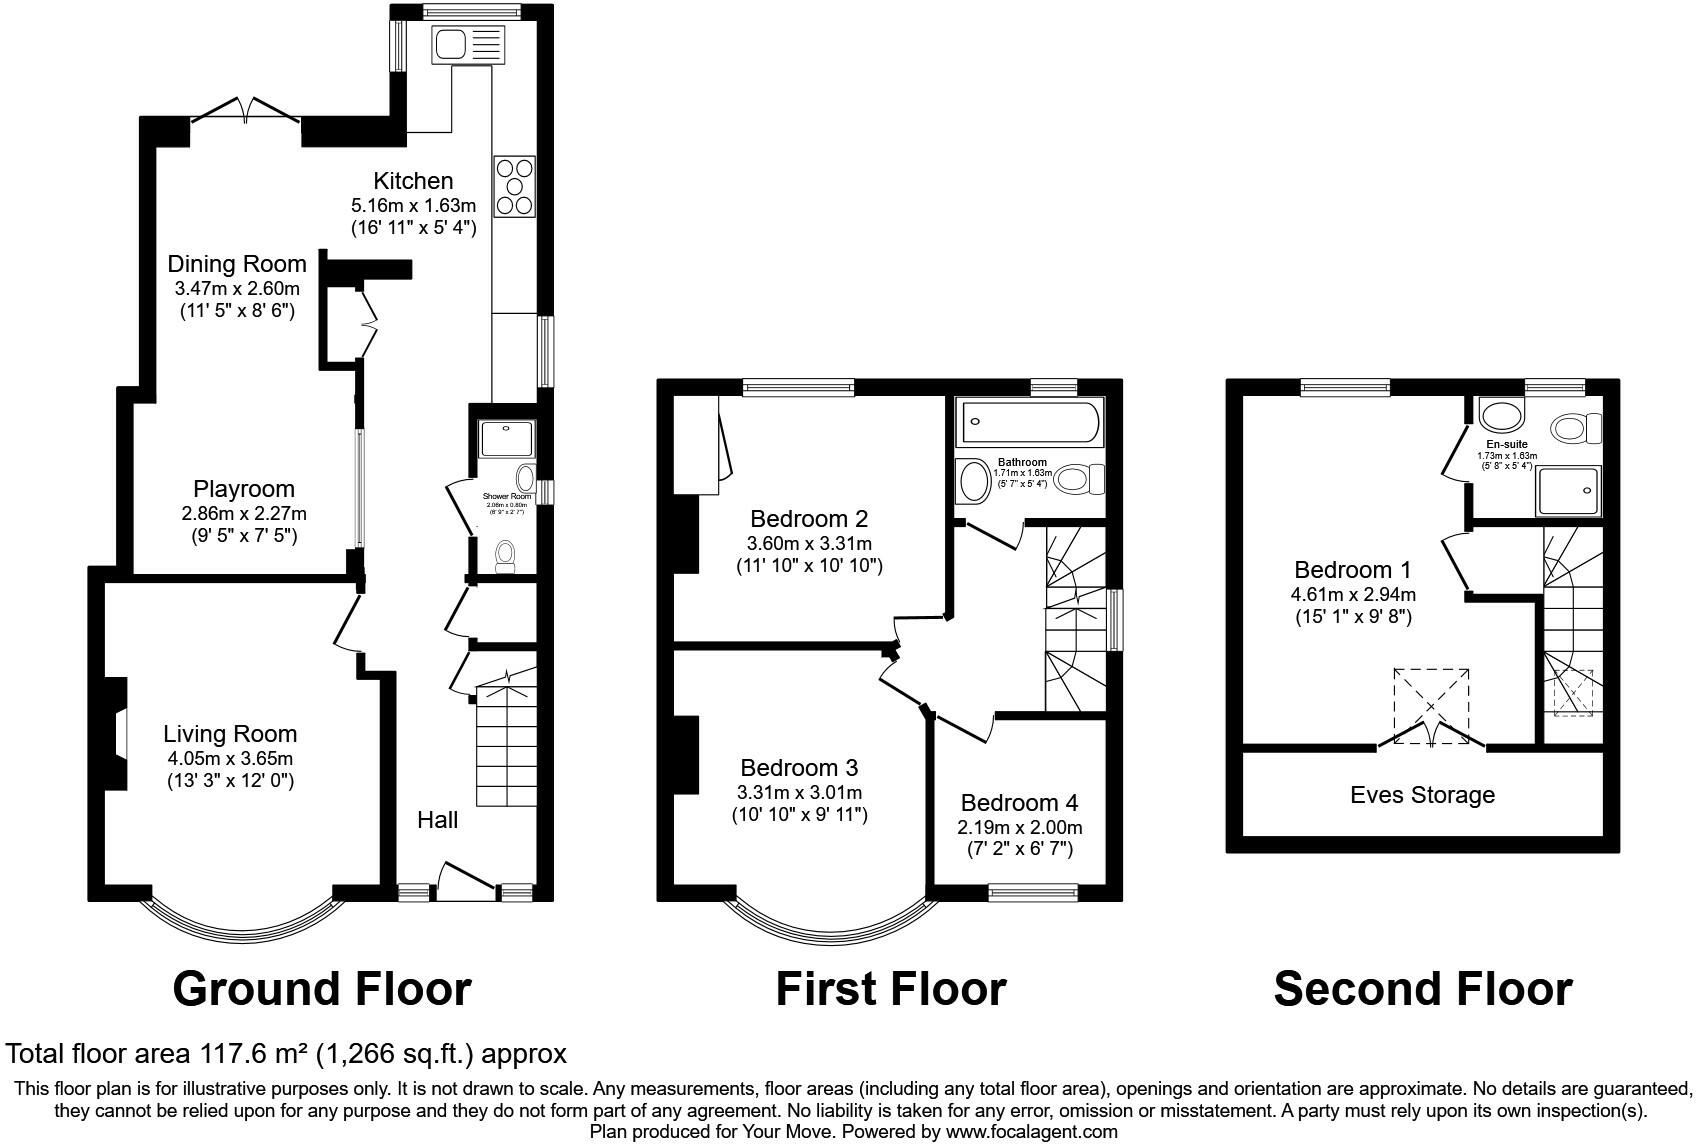 Kitchen
5.16m x 1.63m
(16' 11" x 5' 4")
Dining Room
3.47m x 2.60m
(11' 5" x 8' 6")
Playroom
2.86m x 2.27m
(9' 5" x 7' 5")
Shower Room
2.06m x 0.80m
(6' 9" x 2' 7")
Living Room
4.05m x 3.65m
(13' 3" x 12' 0")
Hall
Ground Floor
Bathroom
1.71m x 1.63m
(5' 7" x 5' 4")
Bedroom 2
3.60m x 3.31m
(11' 10" x 10' 10")
Bedroom 3
3.31m x 3.01m
(10' 10" x 9' 11")
Bedroom 4
2.19m x 2.00m
(7' 2" x 6' 7")
First Floor
En-suite
1.73m x 1.63m
(5' 8" x 5' 4")
Bedroom 1
4.61m x 2.94m
(15' 1" x 9' 8")
Eves Storage
Second Floor
Total floor area 117.6 m² (1,266 sq.ft.) approx
This floor plan is for illustrative purposes only. It is not drawn to scale. Any measurements, floor areas (including any total floor area), openings and orientation are approximate. No details are guaranteed,
they cannot be relied upon for any purpose and they do not form part of any agreement. No liability is taken for any error, omission or misstatement. A party must rely upon its own inspection(s).
Plan produced for Your Move. Powered by www.focalagent.com